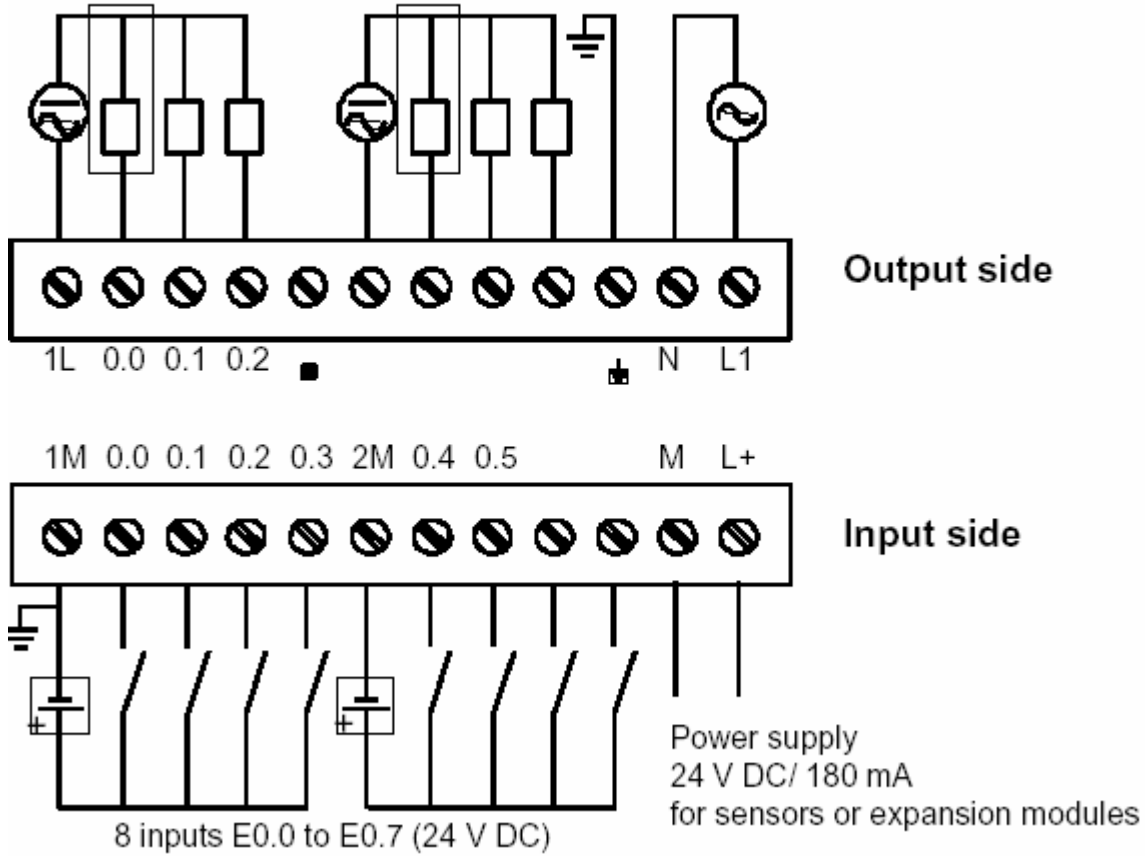 Output side
1L 0.0 0.1 0.2 N L1
1M 0.0 0.1 0.2 0.3 2M 0.4 0.5 M L+
Input side
+ +
Power supply
24 V DC/ 180 mA
for sensors or expansion modules
8 inputs E0.0 to E0.7 (24 V DC)